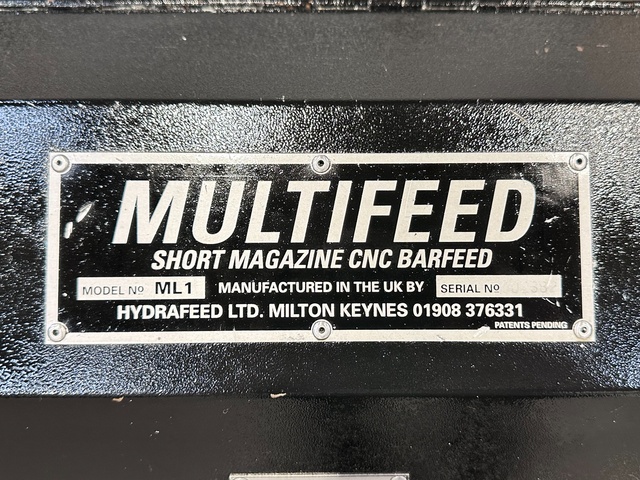 MULTIFEED
SHORT MAGAZINE CNC BARFEED
MODEL Nº ML1 MANUFACTURED IN THE UK BY SERIAL Nº
HYDRAFEED LTD. MILTON KEYNES 01908 376331
PATENTS PENDING